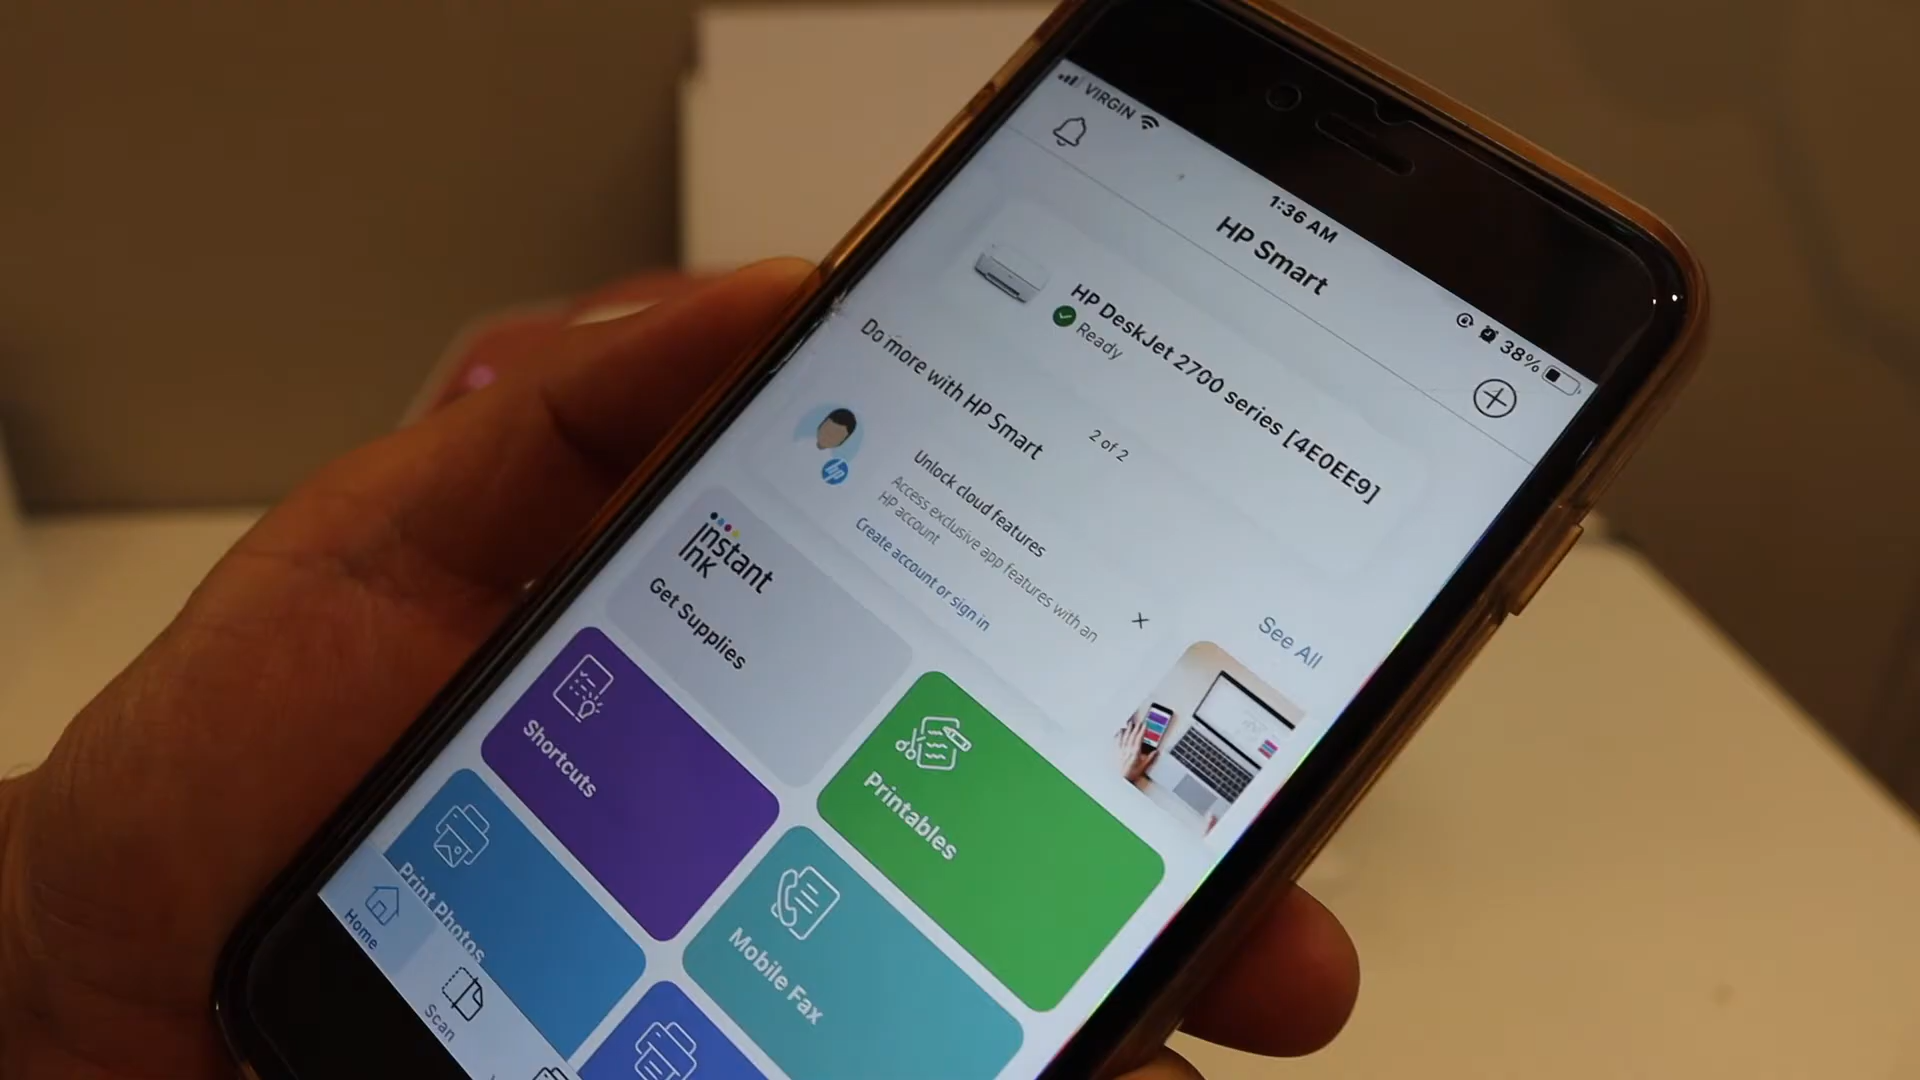 VIRGIN
1:36 AM
38%
HP Smart
HP DeskJet 2700 series [4E0EE9]
Ready
Do more with HP Smart
2 of 2
See All
Unlock cloud features
Access exclusive app features with an
HP account
Create account or sign in
hp
Instant
Ink
Get Supplies
Printables
Shortcuts
Mobile Fax
Print Photos
Home
Scan